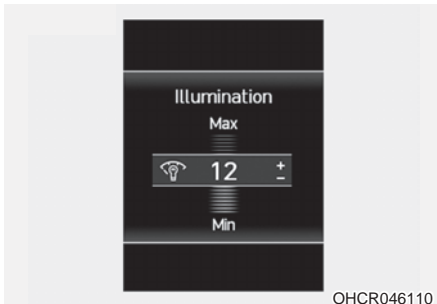 Illumination
Max
12 + −
Min
OHCR046110